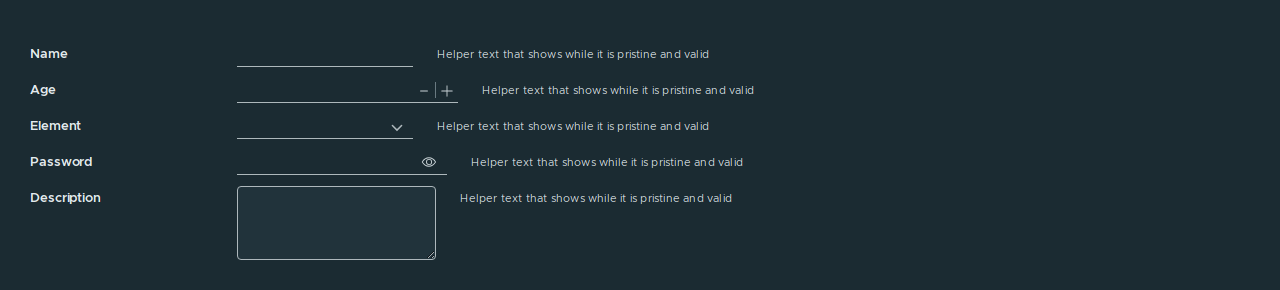 Name Helper text that shows while it is pristine and valid
Age Helper text that shows while it is pristine and valid
Element Helper text that shows while it is pristine and valid
Password Helper text that shows while it is pristine and valid
Description Helper text that shows while it is pristine and valid